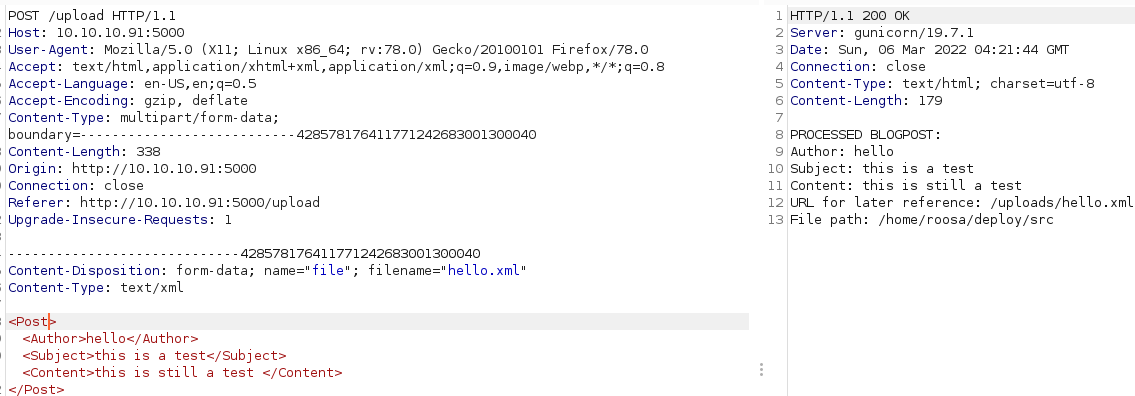 POST /upload HTTP/1.1
Host: 10.10.10.91:5000
User-Agent: Mozilla/5.0 (X11; Linux x86_64; rv:78.0) Gecko/20100101 Firefox/78.0
Accept: text/html,application/xhtml+xml,application/xml;q=0.9,image/webp,*/*;q=0.8
Accept-Language: en-US,en;q=0.5
Accept-Encoding: gzip, deflate
Content-Type: multipart/form-data;
boundary=---------------------------4285781764117712426830013000​40
Content-Length: 338
Origin: http://10.10.10.91:5000
Connection: close
Referer: http://10.10.10.91:5000/upload
Upgrade-Insecure-Requests: 1
-----------------------------428578176411771242683001300040
Content-Disposition: form-data; name="file"; filename="hello.xml"
Content-Type: text/xml
<Post>
<Author>hello</Author>
<Subject>this is a test</Subject>
<Content>this is still a test </Content>
</Post>
1 HTTP/1.1 200 OK
2 Server: gunicorn/19.7.1
3 Date: Sun, 06 Mar 2022 04:21:44 GMT
4 Connection: close
5 Content-Type: text/html; charset=utf-8
6 Content-Length: 179
7
8 PROCESSED BLOGPOST:
9 Author: hello
10 Subject: this is a test
11 Content: this is still a test
12 URL for later reference: /uploads/hello.xml
13 File path: /home/roosa/deploy/src